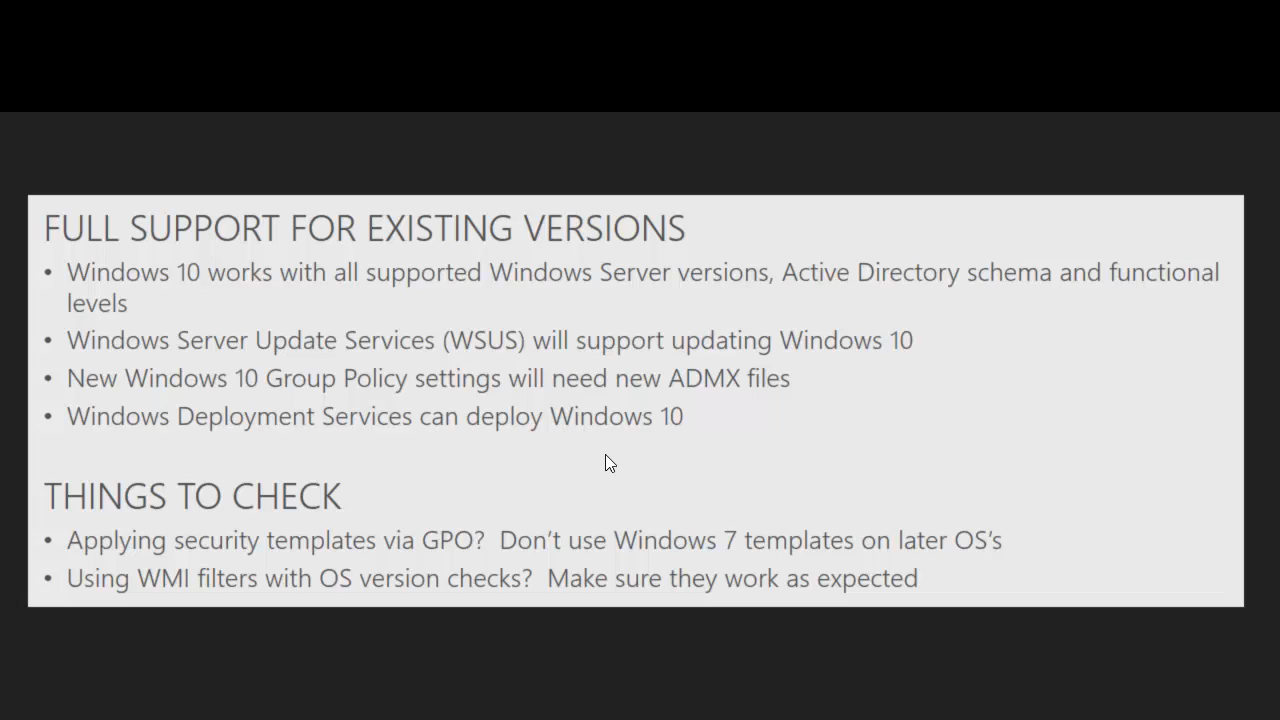 FULL SUPPORT FOR EXISTING VERSIONS
• Windows 10 works with all supported Windows Server versions, Active Directory schema and functional
levels
• Windows Server Update Services (WSUS) will support updating Windows 10
• New Windows 10 Group Policy settings will need new ADMX files
• Windows Deployment Services can deploy Windows 10
THINGS TO CHECK
• Applying security templates via GPO?  Don’t use Windows 7 templates on later OS’s
• Using WMI filters with OS version checks?  Make sure they work as expected